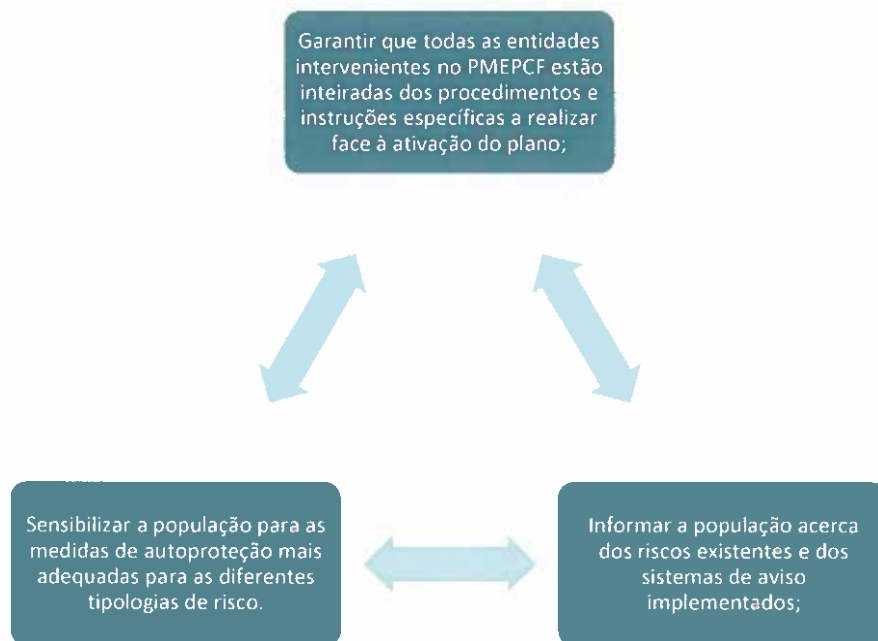 Garantir que todas as entidades
intervenientes no PMEPCF estão
inteiradas dos procedimentos e
instruções específicas a realizar
face à ativação do plano;
Sensibilizar a população para as
medidas de autoproteção mais
adequadas para as diferentes
tipologias de risco.
Informar a população acerca
dos riscos existentes e dos
sistemas de aviso
implementados;